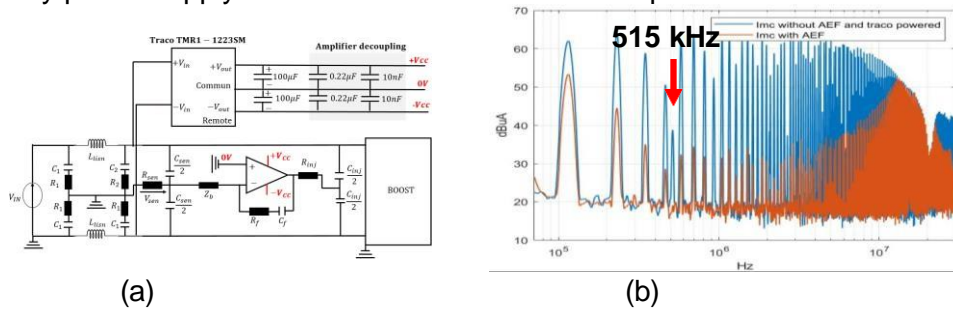 Traco TMR1 − 1223SM
+Vin
−Vin
+Vout
Commun
−Vout
Remote
Amplifier decoupling
100μF
0.22μF
10nF
100μF
0.22μF
10nF
+Vcc
0V
-Vcc
VIN
Llisn
C1
R1
R1
C1
Llisn
C2
R2
C1
Rsen
Vsen
Csen/2
Csen/2
0V
Zb
+VCC
−VCC
Rf
Cf
Rinj
Cinj/2
Cinj/2
BOOST
(a)
70
60
50
40
30
20
10
dBuA
515 kHz
Imc without AEF and traco powered
Imc with AEF
10^5
10^6
10^7
Hz
(b)